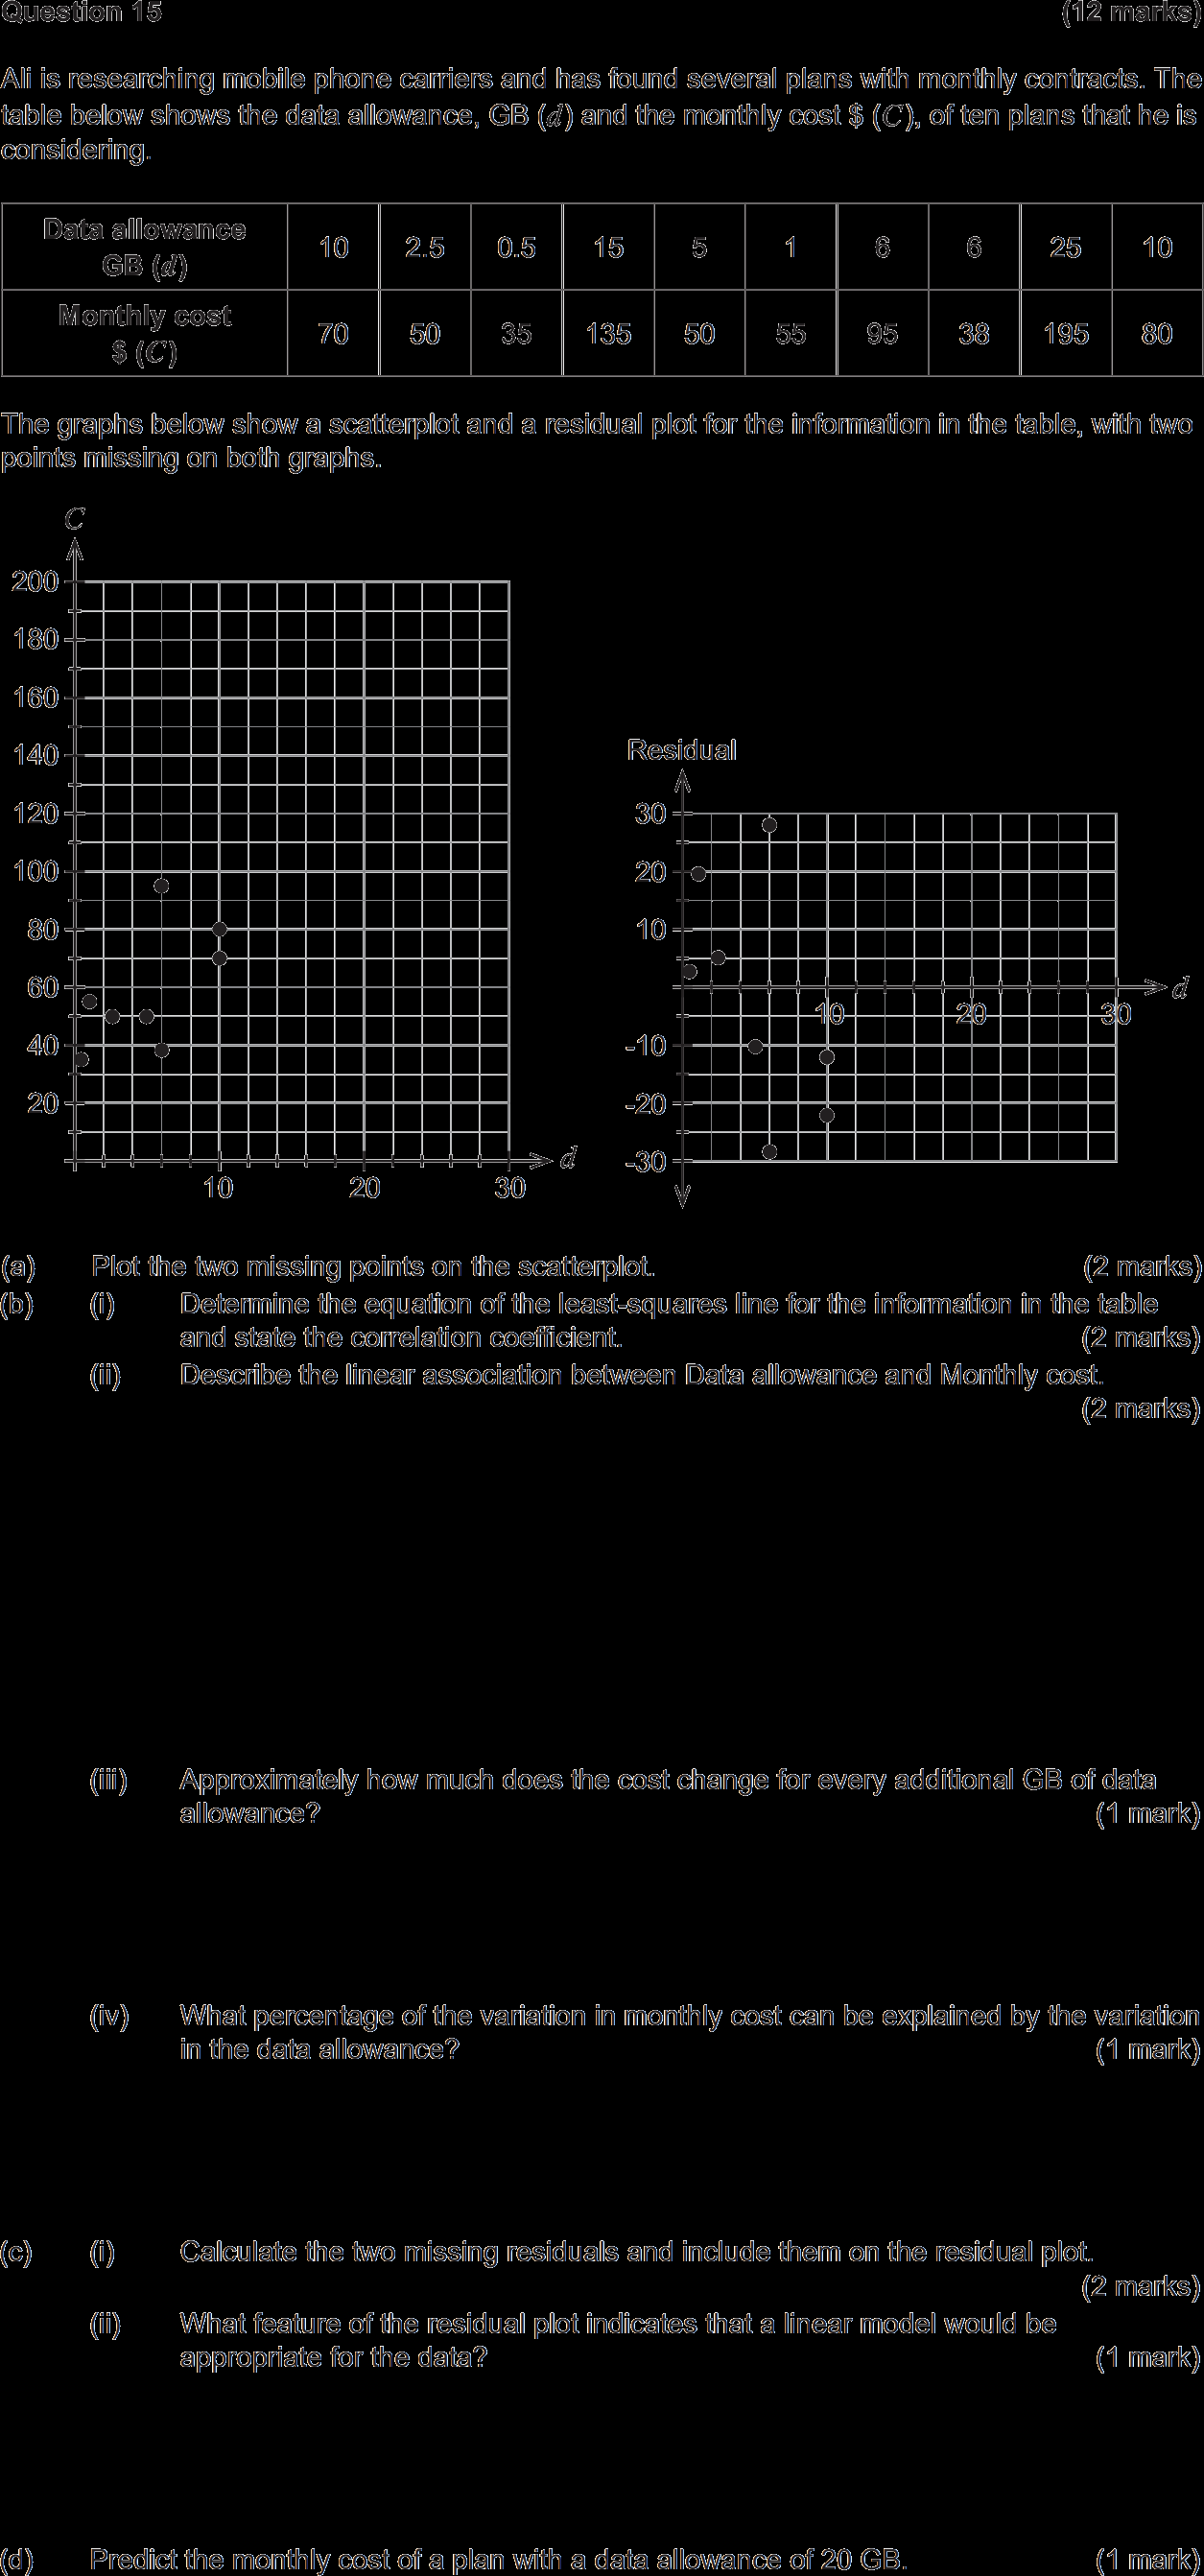 Question 15 (12 marks)
Ali is researching mobile phone carriers and has found several plans with monthly contracts. The
table below shows the data allowance, GB (d) and the monthly cost $ (C), of ten plans that he is
considering.
Data allowance
GB (d) 10 2.5 0.5 15 5 1 6 6 25 10
Monthly cost
$ (C) 70 50 35 135 50 55 95 38 195 80
The graphs below show a scatterplot and a residual plot for the information in the table, with two
points missing on both graphs.
C
200
180
160
140
120
100
80
60
40
20
10 20 30 d
Residual
30
20
10
d
10 20 30
-10
-20
-30
(a) Plot the two missing points on the scatterplot. (2 marks)
(b) (i) Determine the equation of the least-squares line for the information in the table
and state the correlation coefficient. (2 marks)
(ii) Describe the linear association between Data allowance and Monthly cost.
(2 marks)
(iii) Approximately how much does the cost change for every additional GB of data
allowance? (1 mark)
(iv) What percentage of the variation in monthly cost can be explained by the variation
in the data allowance? (1 mark)
(c) (i) Calculate the two missing residuals and include them on the residual plot.
(2 marks)
(ii) What feature of the residual plot indicates that a linear model would be
appropriate for the data? (1 mark)
(d) Predict the monthly cost of a plan with a data allowance of 20 GB. (1 mark)